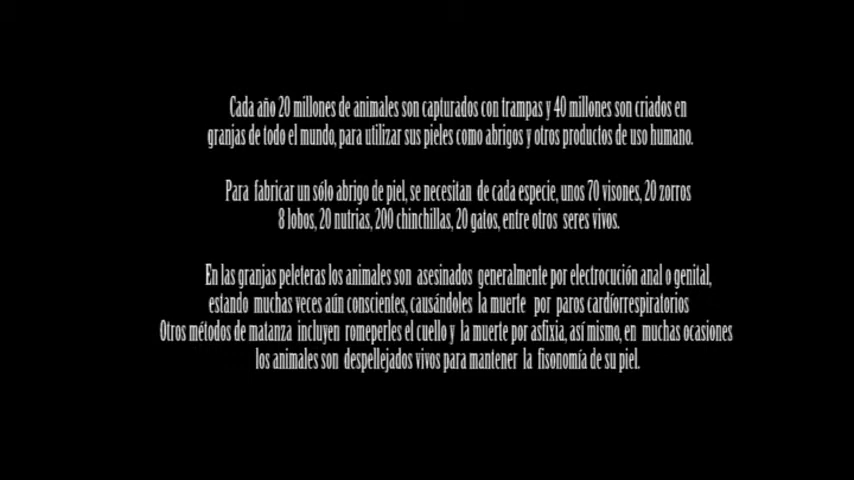 Cada año 20 millones de animales son capturados con trampas y 40 millones son criados en
granjas de todo el mundo, para utilizar sus pieles como abrigos y otros productos de uso humano.
Para fabricar un sólo abrigo de piel, se necesitan de cada especie, unos 70 visones, 20 zorros
8 lobos, 20 nutrias, 200 chinchillas, 20 gatos, entre otros seres vivos.
En las granjas peleteras los animales son asesinados generalmente por electrocución anal o genital,
estando muchas veces aún conscientes, causándoles la muerte por paros cardíorrespiratorios
Otros métodos de matanza incluyen romeperles el cuello y la muerte por asfixia, así mismo, en muchas ocasiones
los animales son despellejados vivos para mantener la fisonomía de su piel.